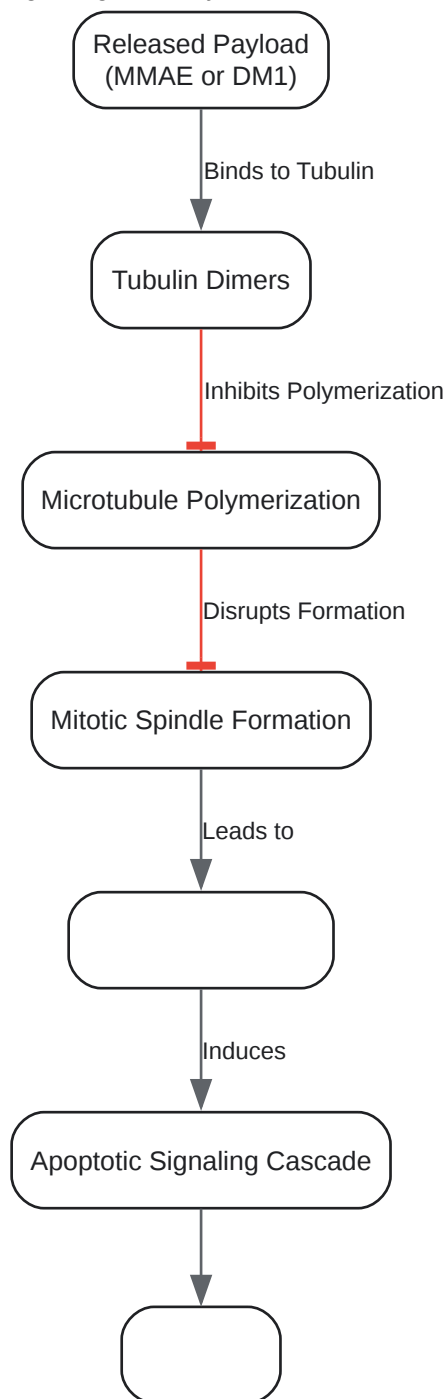 Released Payload
(MMAE or DM1)
Binds to Tubulin
Tubulin Dimers
Inhibits Polymerization
Microtubule Polymerization
Disrupts Formation
Mitotic Spindle Formation
Leads to
Induces
Apoptotic Signaling Cascade